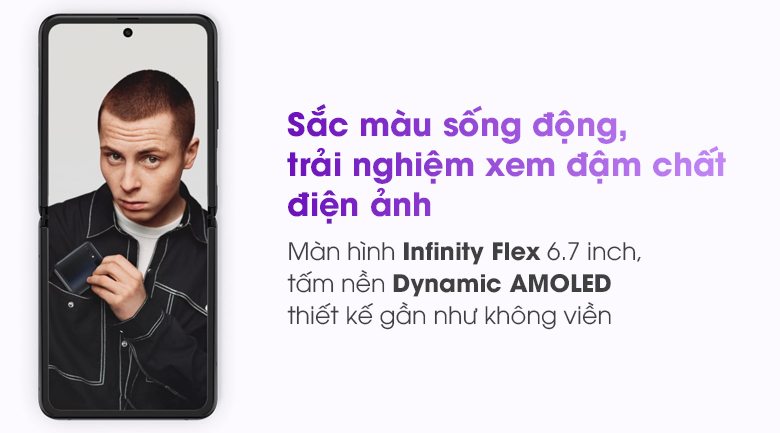 Sắc màu sống động,
trải nghiệm xem đậm chất
điện ảnh
Màn hình Infinity Flex 6.7 inch,
tấm nền Dynamic AMOLED
thiết kế gần như không viền